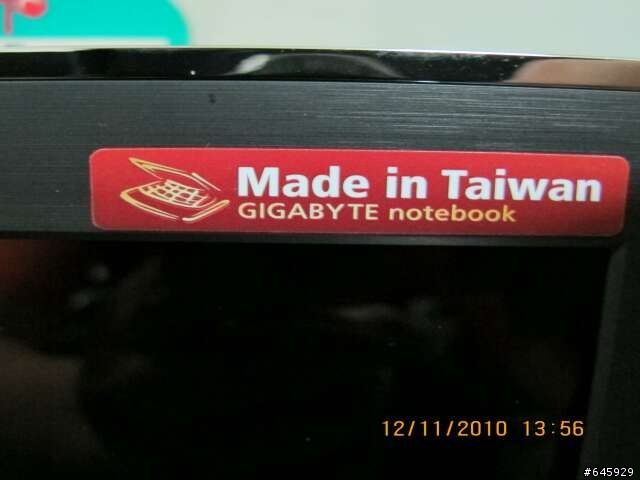 Made in Taiwan
GIGABYTE notebook
12/11/2010 13:56
#645929